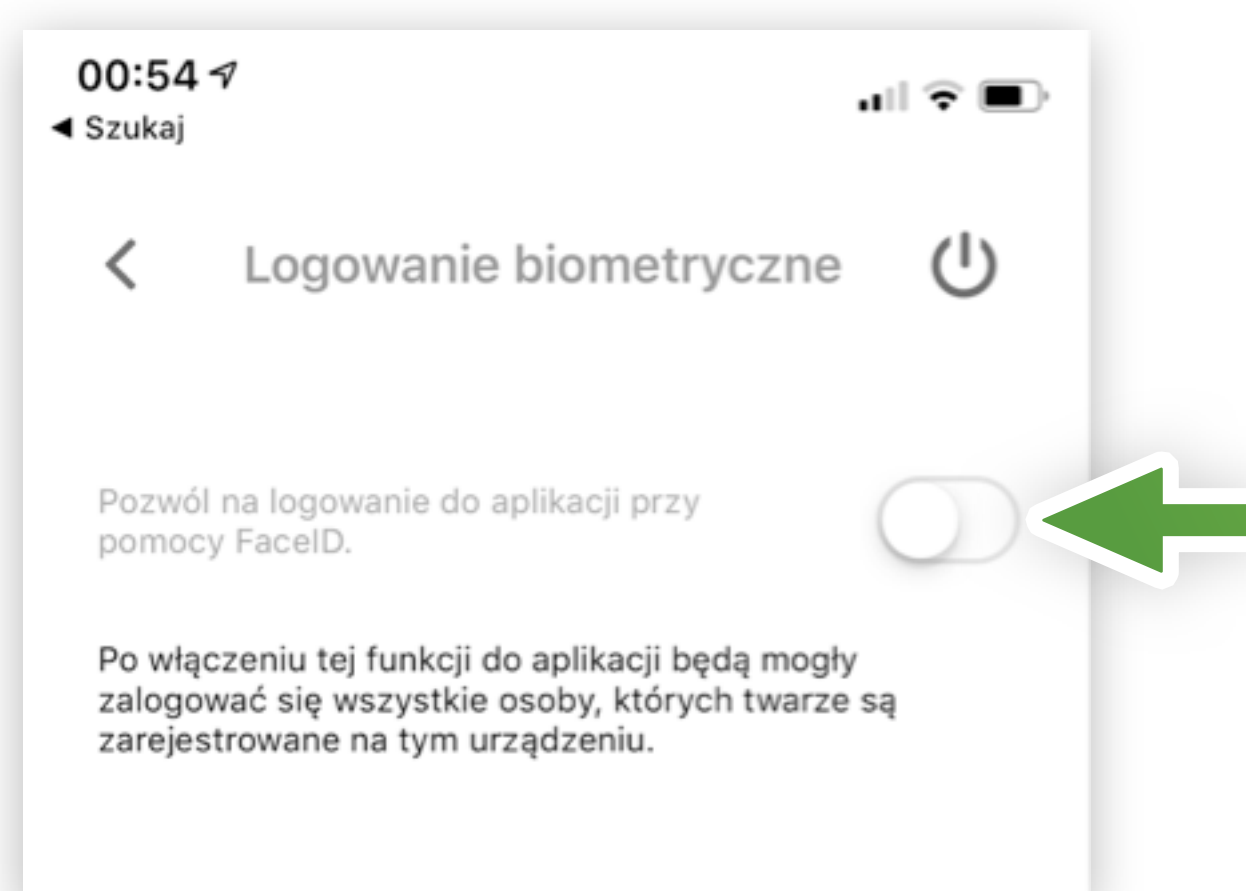 00:54
◀ Szukaj
Logowanie biometryczne
Pozwól na logowanie do aplikacji przy
pomocy FaceID.
Po włączeniu tej funkcji do aplikacji będą mogły
zalogować się wszystkie osoby, których twarze są
zarejestrowane na tym urządzeniu.